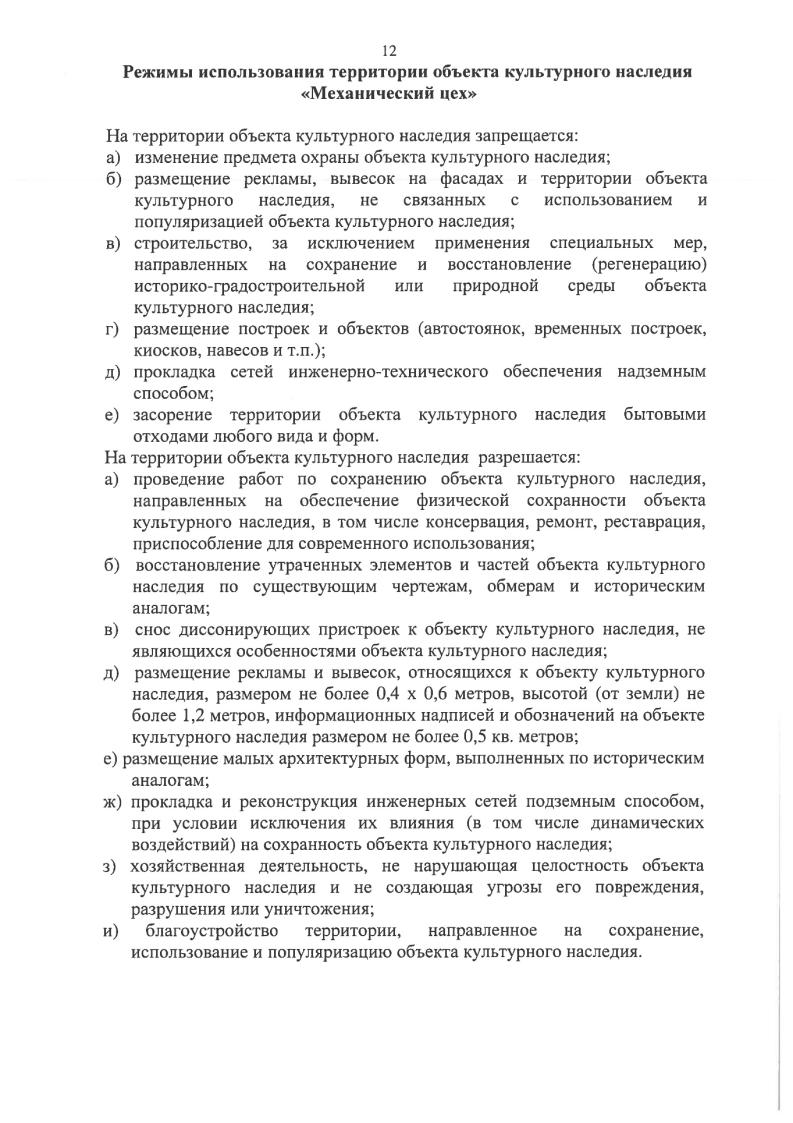 12
Режимы использования территории объекта культурного наследия
«Механический цех»
На территории объекта культурного наследия запрещается:
а) изменение предмета охраны объекта культурного наследия;
б) размещение рекламы, вывесок на фасадах и территории объекта
культурного наследия, не связанных с использованием и
популяризацией объекта культурного наследия;
в) строительство, за исключением применения специальных мер,
направленных на сохранение и восстановление (регенерацию)
историко-градостроительной или природной среды объекта
культурного наследия;
г) размещение построек и объектов (автостоянок, временных построек,
киосков, навесов и т.п.);
д) прокладка сетей инженерно-технического обеспечения надземным
способом;
е) засорение территории объекта культурного наследия бытовыми
отходами любого вида и форм.
На территории объекта культурного наследия разрешается:
а) проведение работ по сохранению объекта культурного наследия,
направленных на обеспечение физической сохранности объекта
культурного наследия, в том числе консервация, ремонт, реставрация,
приспособление для современного использования;
б) восстановление утраченных элементов и частей объекта культурного
наследия по существующим чертежам, обмерам и историческим
аналогам;
в) снос диссонирующих пристроек к объекту культурного наследия, не
являющихся особенностями объекта культурного наследия;
д) размещение рекламы и вывесок, относящихся к объекту культурного
наследия, размером не более 0,4 х 0,6 метров, высотой (от земли) не
более 1,2 метров, информационных надписей и обозначений на объекте
культурного наследия размером не более 0,5 кв. метров;
е) размещение малых архитектурных форм, выполненных по историческим
аналогам;
ж) прокладка и реконструкция инженерных сетей подземным способом,
при условии исключения их влияния (в том числе динамических
воздействий) на сохранность объекта культурного наследия;
з) хозяйственная деятельность, не нарушающая целостность объекта
культурного наследия и не создающая угрозы его повреждения,
разрушения или уничтожения;
и) благоустройство территории, направленное на сохранение,
использование и популяризацию объекта культурного наследия.